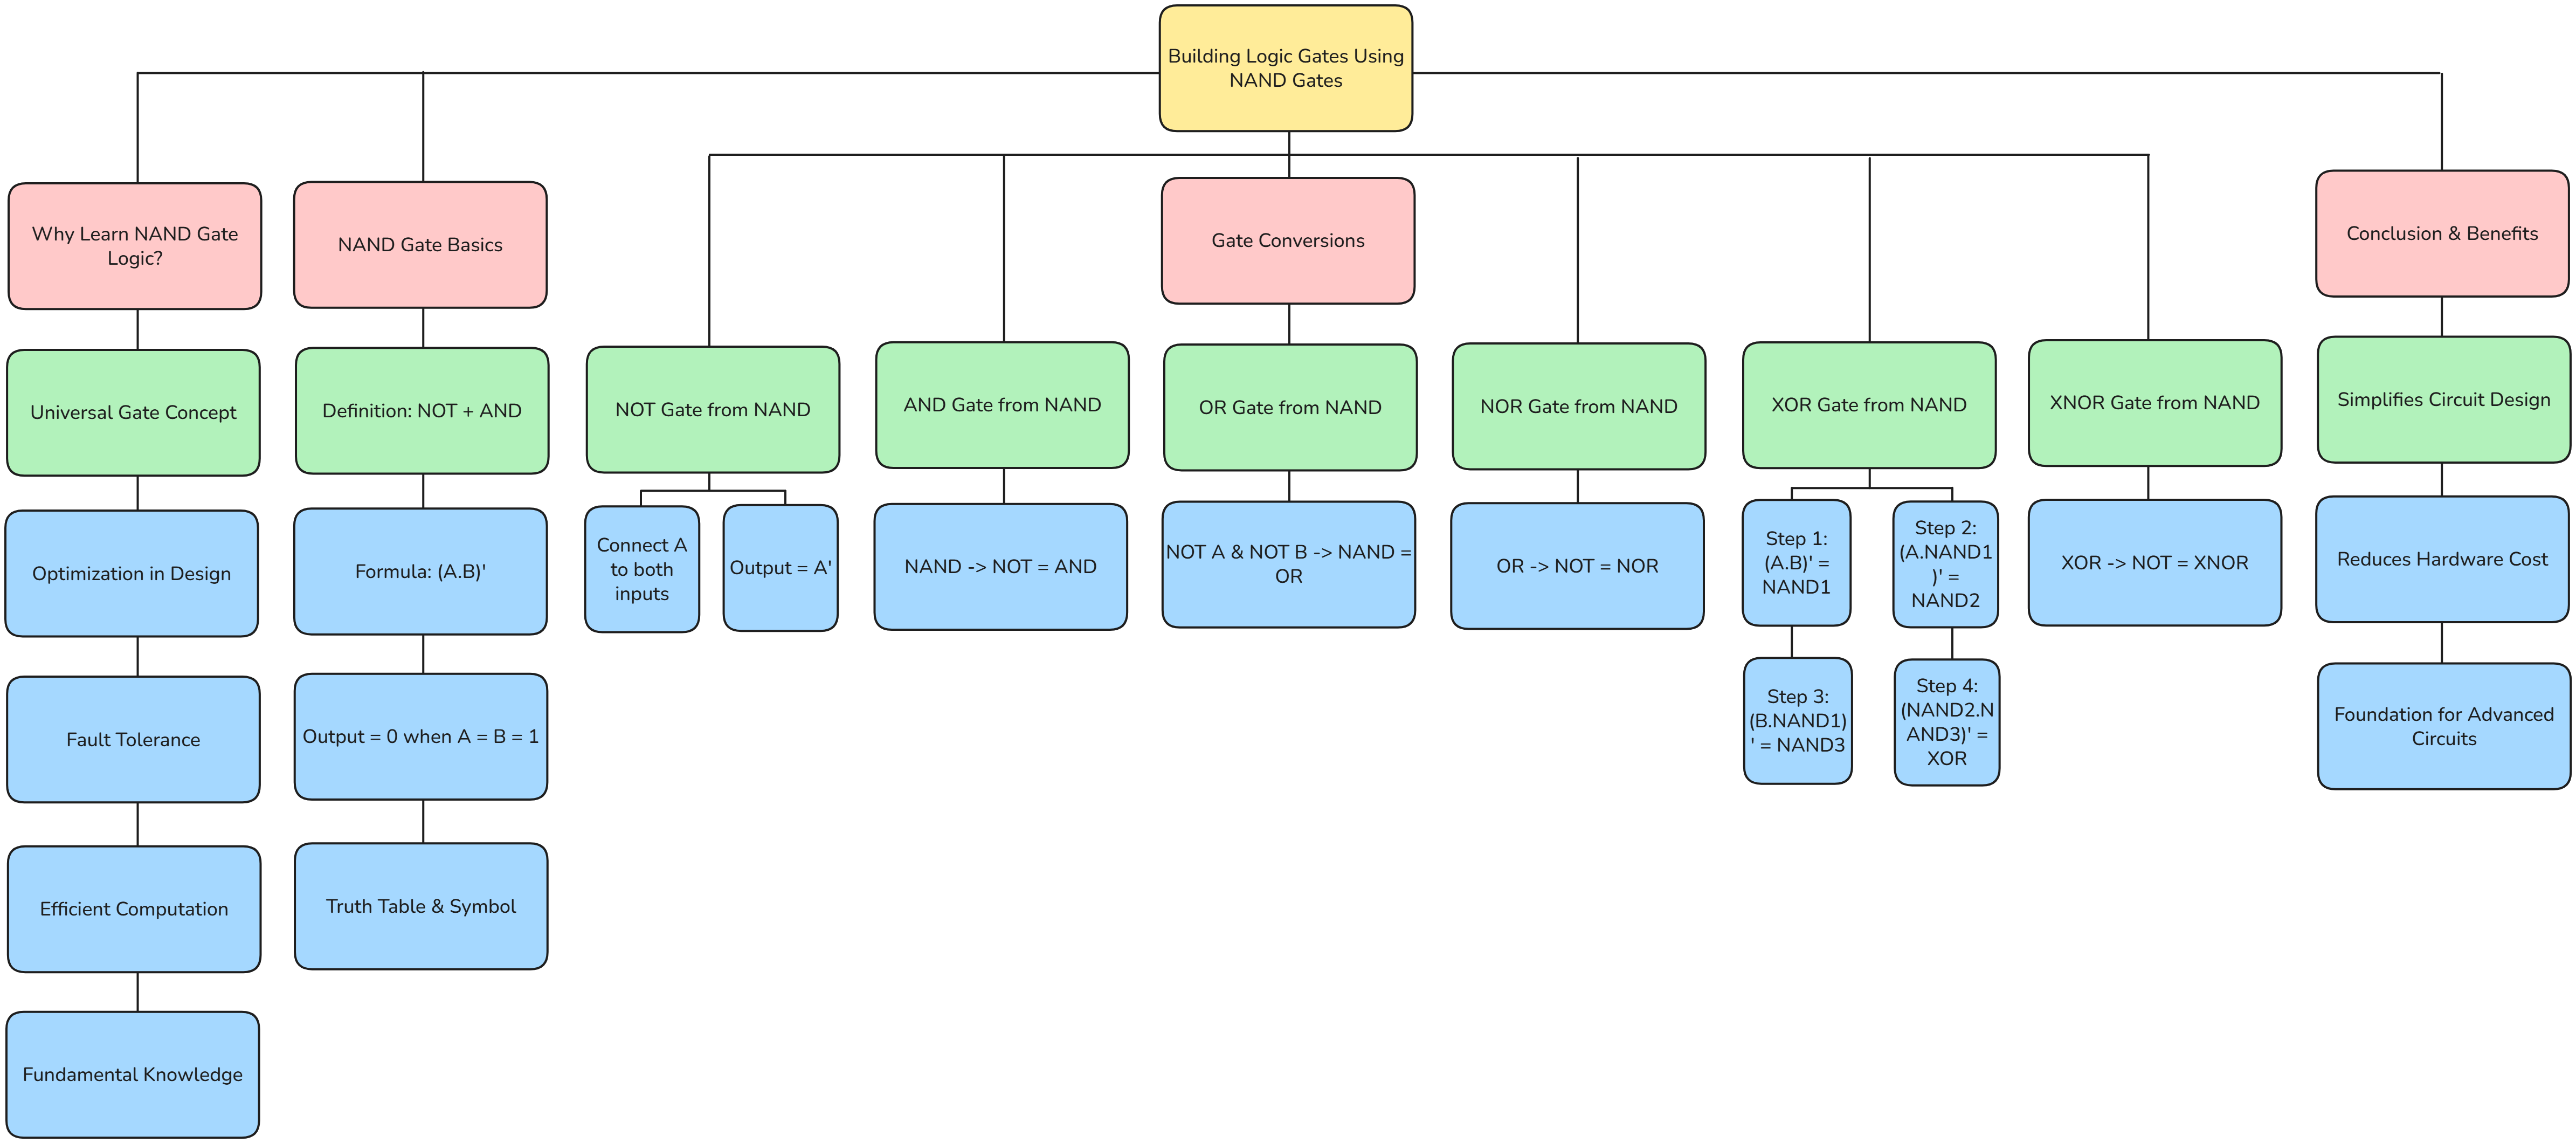 Building Logic Gates Using
NAND Gates
Why Learn NAND Gate
Logic?
NAND Gate Basics
Gate Conversions
Conclusion & Benefits
Universal Gate Concept
Definition: NOT + AND
NOT Gate from NAND
AND Gate from NAND
OR Gate from NAND
NOR Gate from NAND
XOR Gate from NAND
XNOR Gate from NAND
Simplifies Circuit Design
Optimization in Design
Formula: (A.B)'
Connect A
to both
inputs
Output = A'
NAND -> NOT = AND
NOT A & NOT B -> NAND =
OR
OR -> NOT = NOR
Step 1:
(A.B)' =
NAND1
Step 2:
(A.NAND1
)' =
NAND2
XOR -> NOT = XNOR
Reduces Hardware Cost
Fault Tolerance
Output = 0 when A = B = 1
Step 3:
(B.NAND1)
' = NAND3
Step 4:
(NAND2.N
AND3)' =
XOR
Foundation for Advanced
Circuits
Efficient Computation
Truth Table & Symbol
Fundamental Knowledge